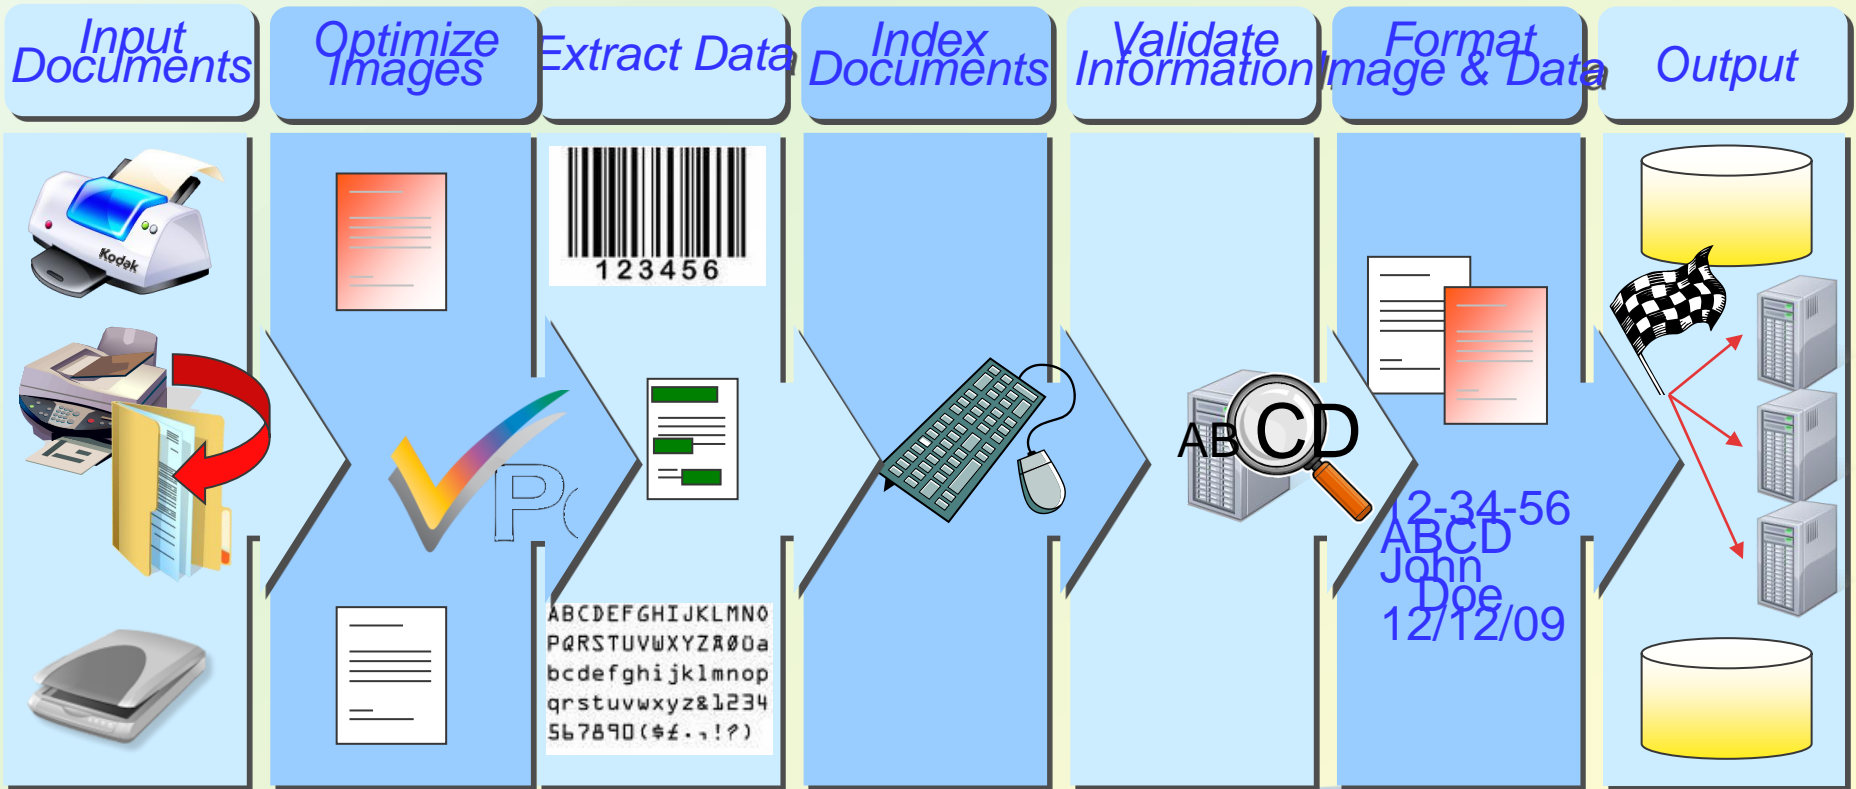 Input
Documents
Optimize
Images
Extract Data
Index
Documents
Validate
Information
Format
Image & Data
Output
Kodak
123456
ABCDEFGHIJKLMNO
PQRSTUVWXYZÅØÜa
bcdefghijklmnop
qrstuvwxyz&1234
567890($£.,!?)
AB CD
12-34-56
ABCD
John
Doe
12/12/09